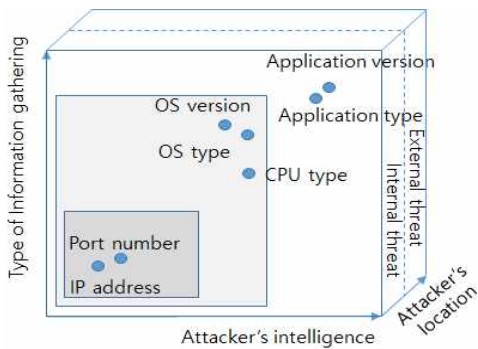 Type of Information gathering
Application version
Application type
OS version
OS type
CPU type
Port number
IP address
Internal threat
External threat
Attacker's intelligence
Attacker's
location